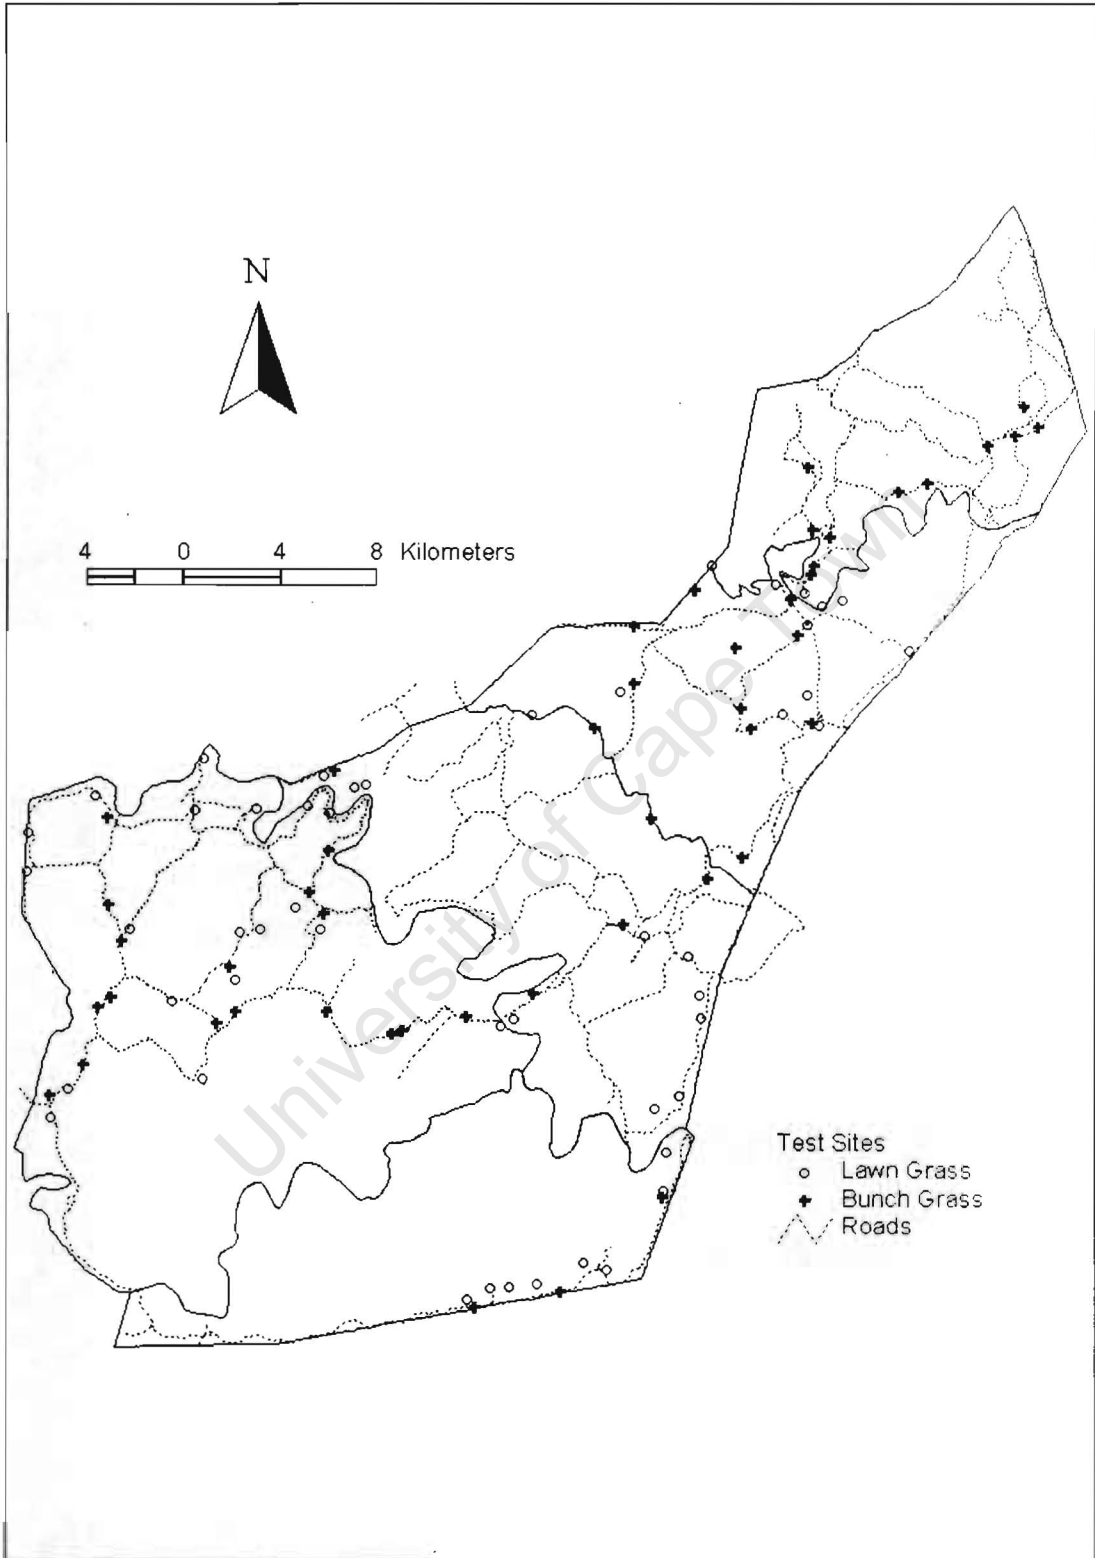 N
4 0 4 8 Kilometers
University of Cape Town
Test Sites
Lawn Grass
Bunch Grass
Roads